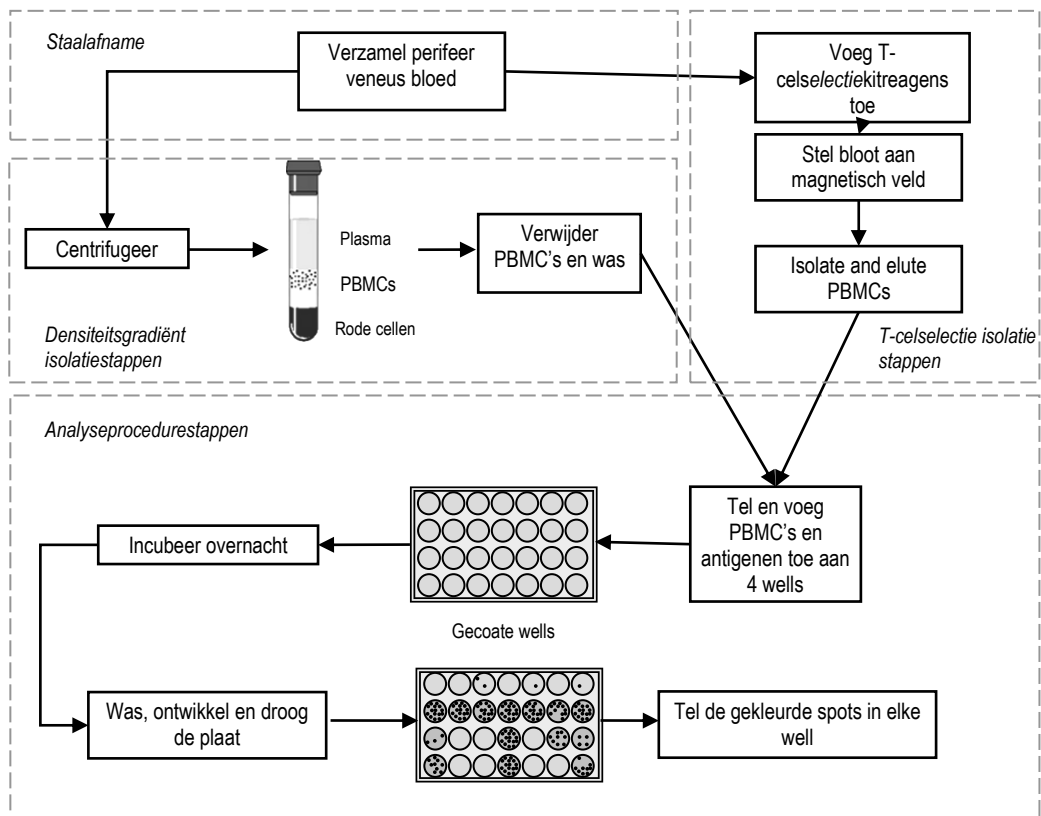 Staalafname
Verzamel perifeer
veneus bloed
Voeg T-
celselectiekitreagens
toe
Stel bloot aan
magnetisch veld
Isolate and elute
PBMCs
T-celselectie isolatie
stappen
Centrifugeer
Plasma
PBMCs
Rode cellen
Verwijder
PBMC's en was
Densiteitsgradiënt
isolatiestappen
Analyseprocedurestappen
Tel en voeg
PBMC's en
antigenen toe aan
4 wells
Gecoate wells
Incubeer overnacht
Was, ontwikkel en droog
de plaat
Tel de gekleurde spots in elke
well